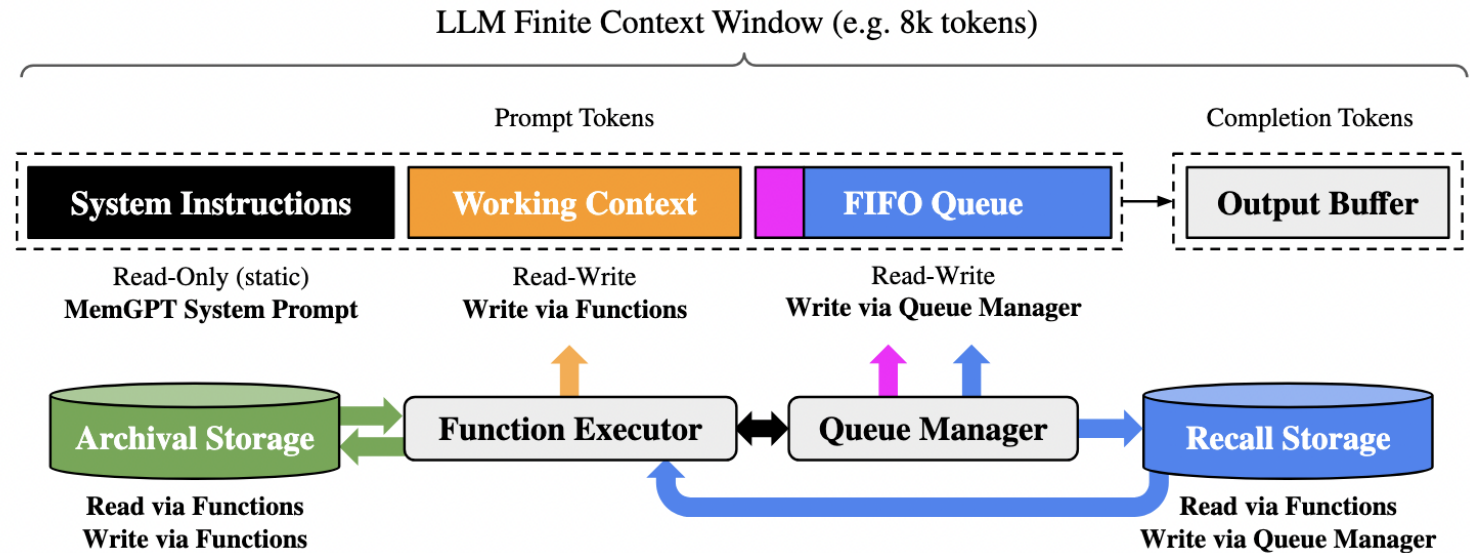 LLM Finite Context Window (e.g. 8k tokens)
Prompt Tokens
Completion Tokens
System Instructions
Working Context
FIFO Queue
Output Buffer
Read-Only (static)
MemGPT System Prompt
Read-Write
Write via Functions
Read-Write
Write via Queue Manager
Archival Storage
Function Executor
Queue Manager
Recall Storage
Read via Functions
Write via Functions
Read via Functions
Write via Queue Manager